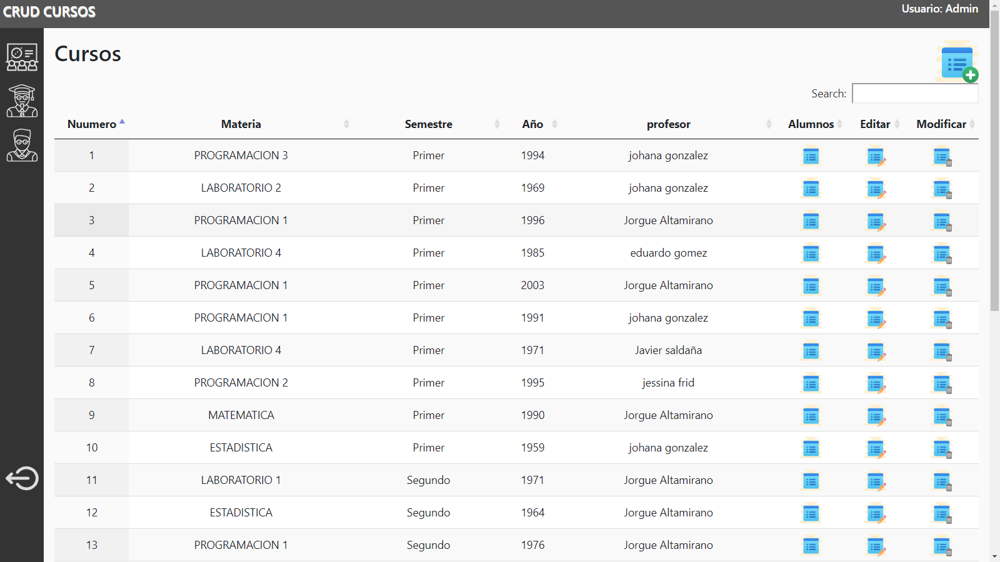 CRUD CURSOS
Usuario: Admin
Cursos
Search:
Nuumero Materia Semestre Año profesor Alumnos Editar Modificar
1 PROGRAMACION 3 Primer 1994 johana gonzalez
2 LABORATORIO 2 Primer 1969 johana gonzalez
3 PROGRAMACION 1 Primer 1996 Jorgue Altamirano
4 LABORATORIO 4 Primer 1985 eduardo gomez
5 PROGRAMACION 1 Primer 2003 Jorgue Altamirano
6 PROGRAMACION 1 Primer 1991 johana gonzalez
7 LABORATORIO 4 Primer 1971 Javier saldaña
8 PROGRAMACION 2 Primer 1995 jessina frid
9 MATEMATICA Primer 1990 Jorgue Altamirano
10 ESTADISTICA Primer 1959 johana gonzalez
11 LABORATORIO 1 Segundo 1971 Jorgue Altamirano
12 ESTADISTICA Segundo 1964 Jorgue Altamirano
13 PROGRAMACION 1 Segundo 1976 Jorgue Altamirano